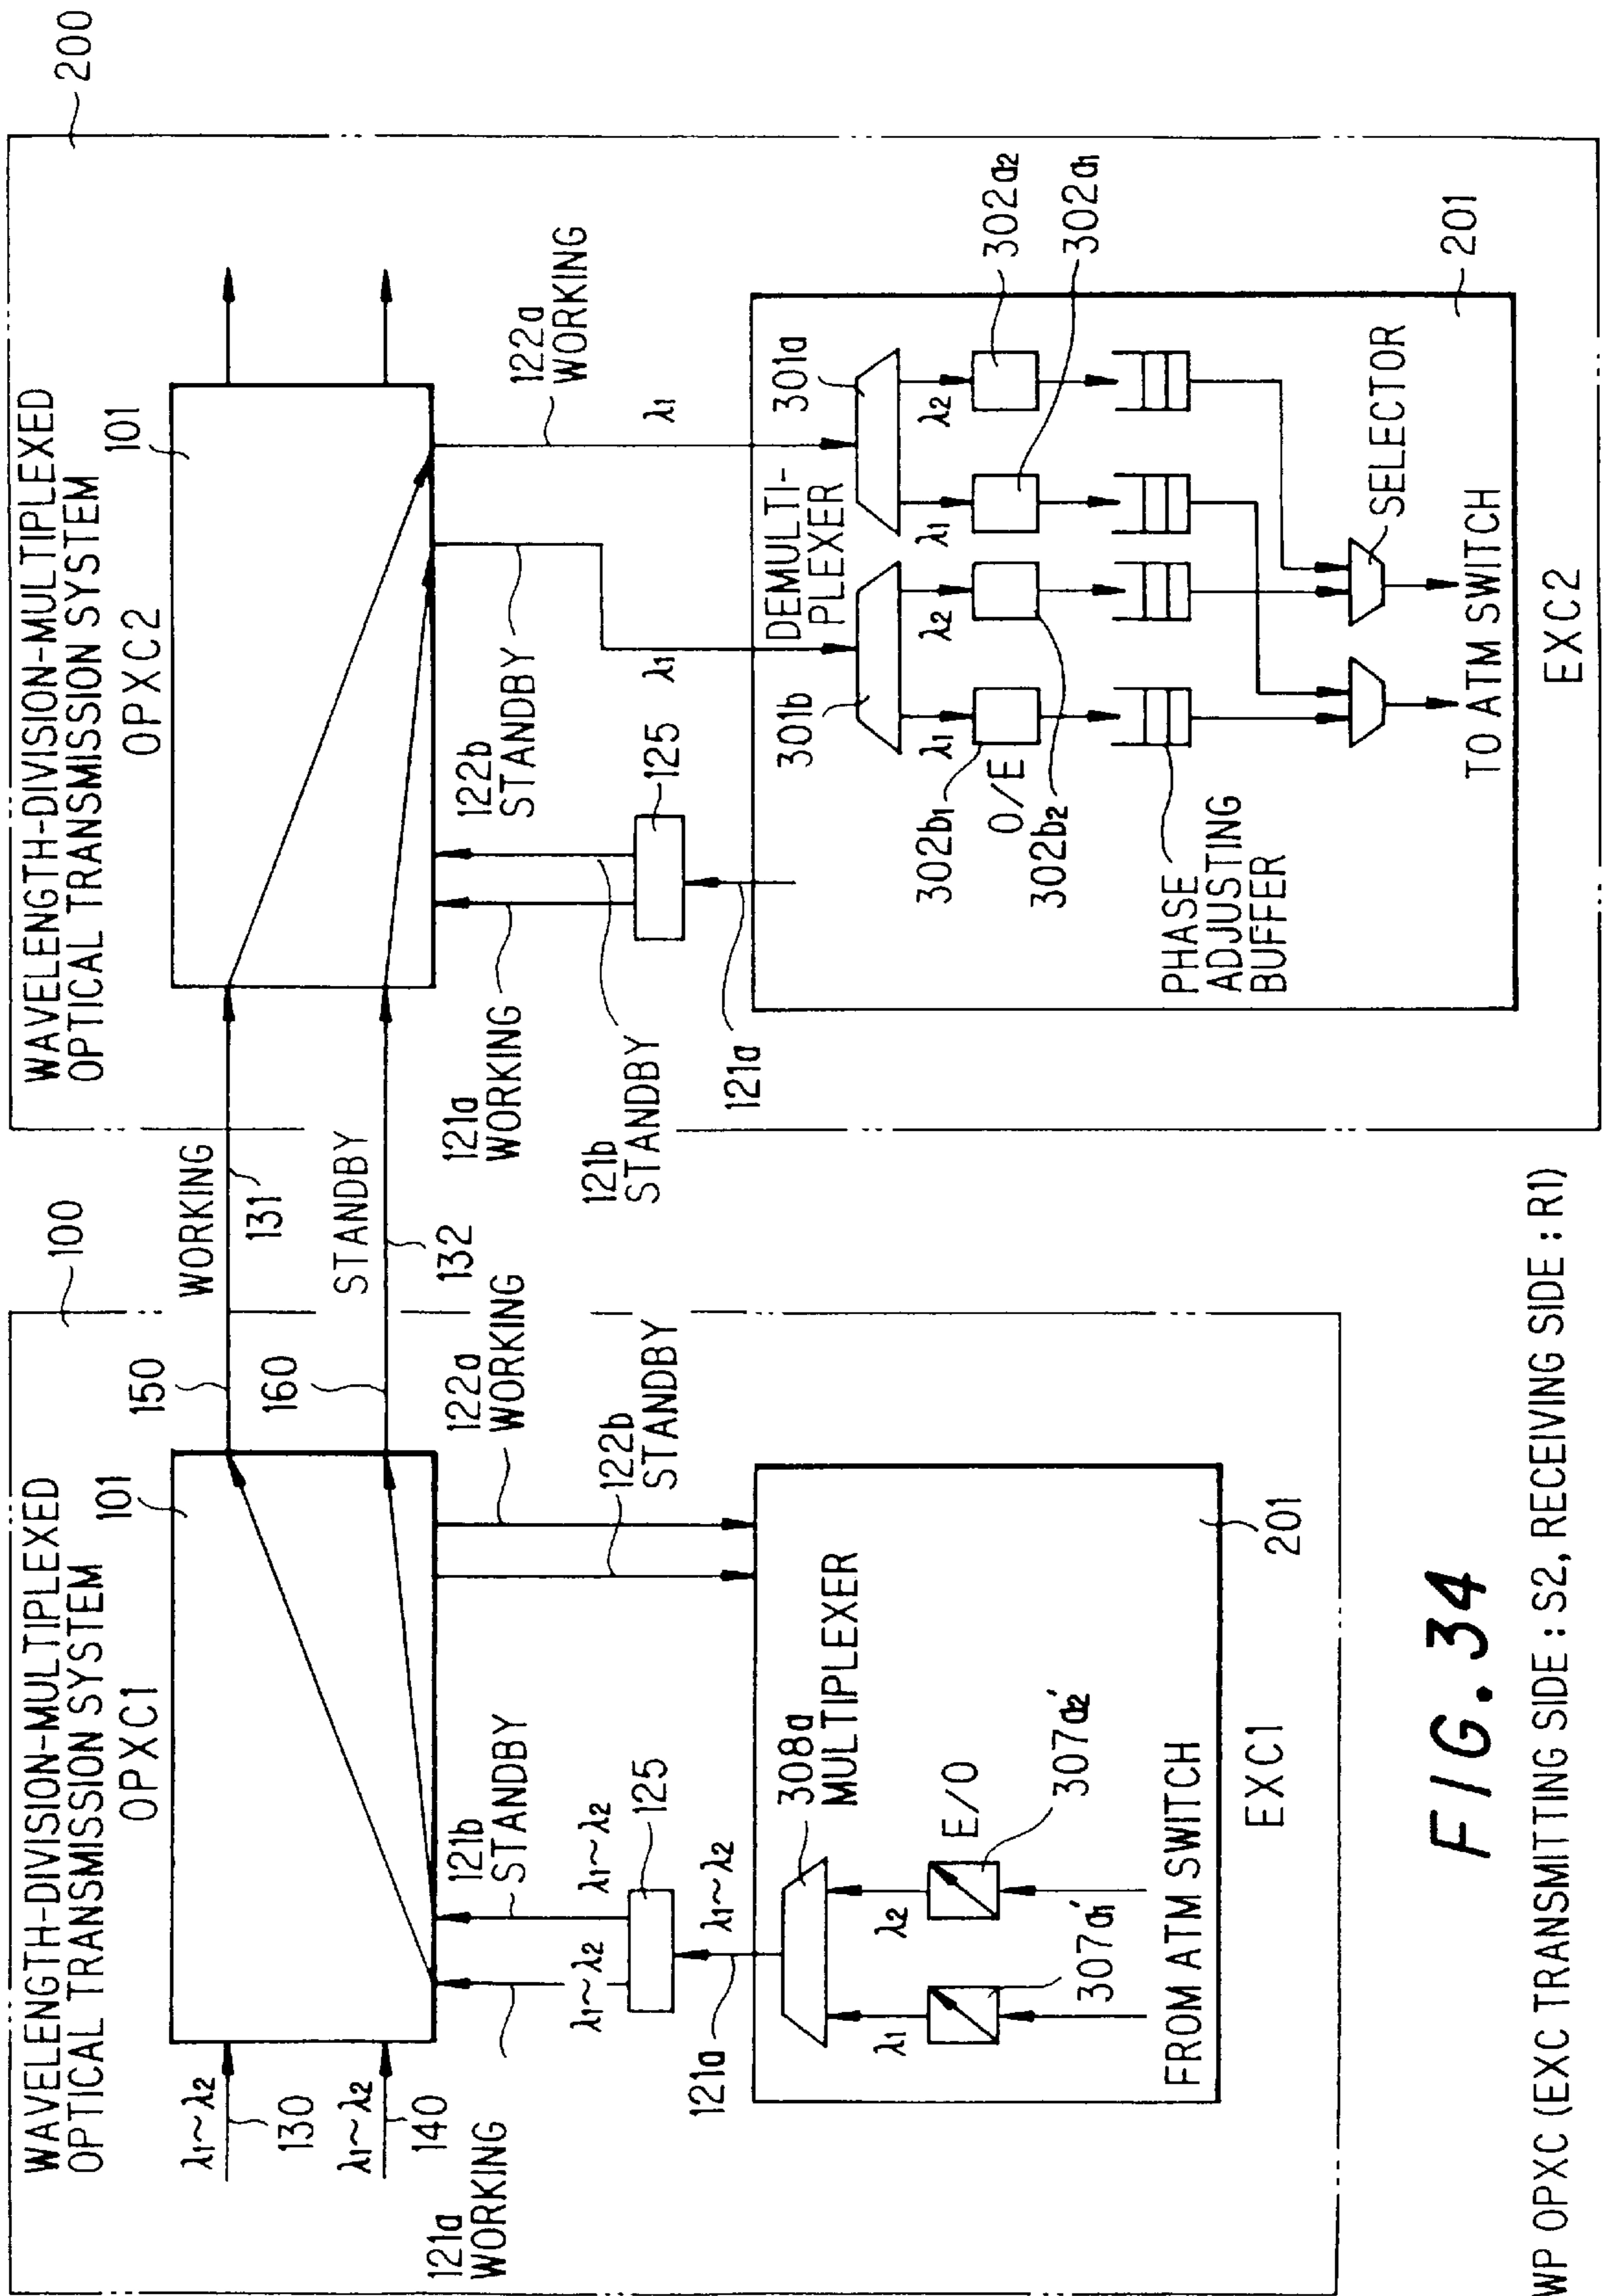 WAVELENGTH-DIVISION-MULTIPLEXED
OPTICAL TRANSMISSION SYSTEM
OPXC1
101
100
λ1~λ2
130
λ1~λ2
140
150
160
121a
WORKING
121b
STANDBY
λ1~λ2
λ1~λ2
125
121a
λ1~λ2
122a
WORKING
122b
STANDBY
308a
MULTIPLEXER
λ1
λ2
E/O
307a1'
307a2'
FROM ATM SWITCH
201
EXC1
WORKING
131
STANDBY
132
WAVELENGTH-DIVISION-MULTIPLEXED
OPTICAL TRANSMISSION SYSTEM
OPXC2
101
200
121a
WORKING
121b
STANDBY
125
121a
122b
STANDBY
λ1
122a
WORKING
λ1
DEMULTI-
PLEXER
301b
301a
λ1
λ2
λ1
λ2
302b1
O/E
302b2
302a2
302a1
PHASE
ADJUSTING
BUFFER
SELECTOR
TO ATM SWITCH
201
EXC2
FIG. 34
WP OPXC (EXC TRANSMITTING SIDE : S2, RECEIVING SIDE : R1)